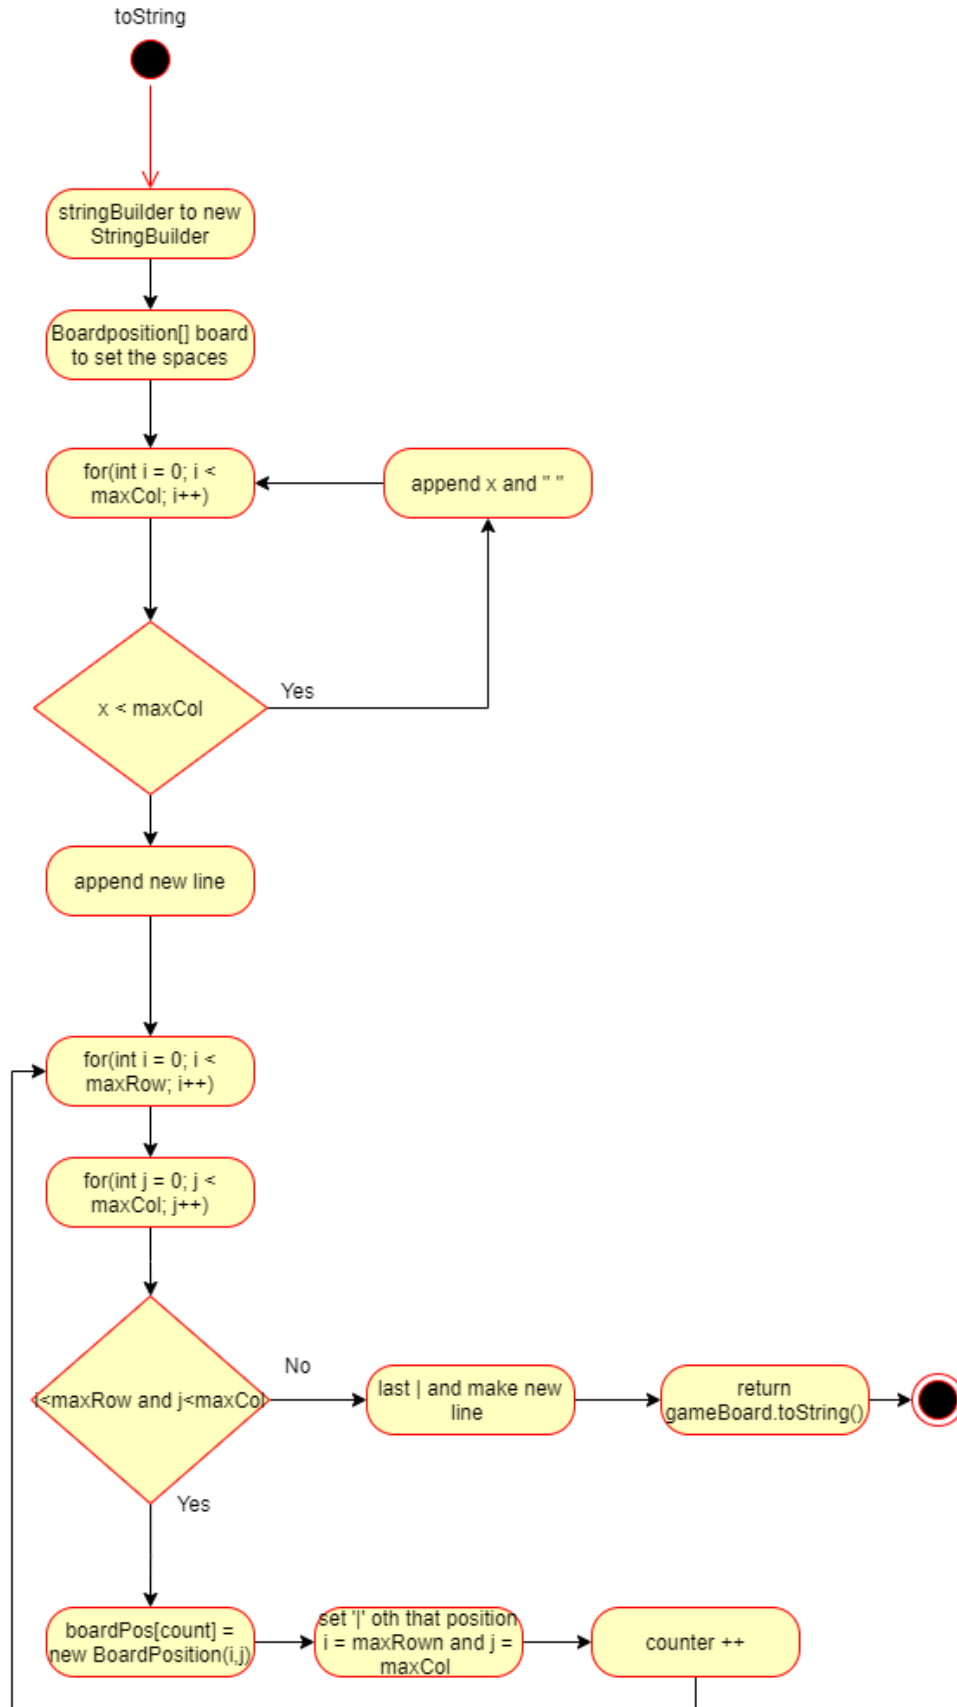 toString
stringBuilder to new
StringBuilder
Boardposition[] board
to set the spaces
for(int i = 0; i <
maxCol; i++)
append x and " "
x < maxCol
Yes
append new line
for(int i = 0; i <
maxRow; i++)
for(int j = 0; j <
maxCol; j++)
i<maxRow and j<maxCol
No
last | and make new
line
return
gameBoard.toString()
Yes
boardPos[count] =
new BoardPosition(i,j)
set '|' oth that position
i = maxRown and j =
maxCol
counter ++